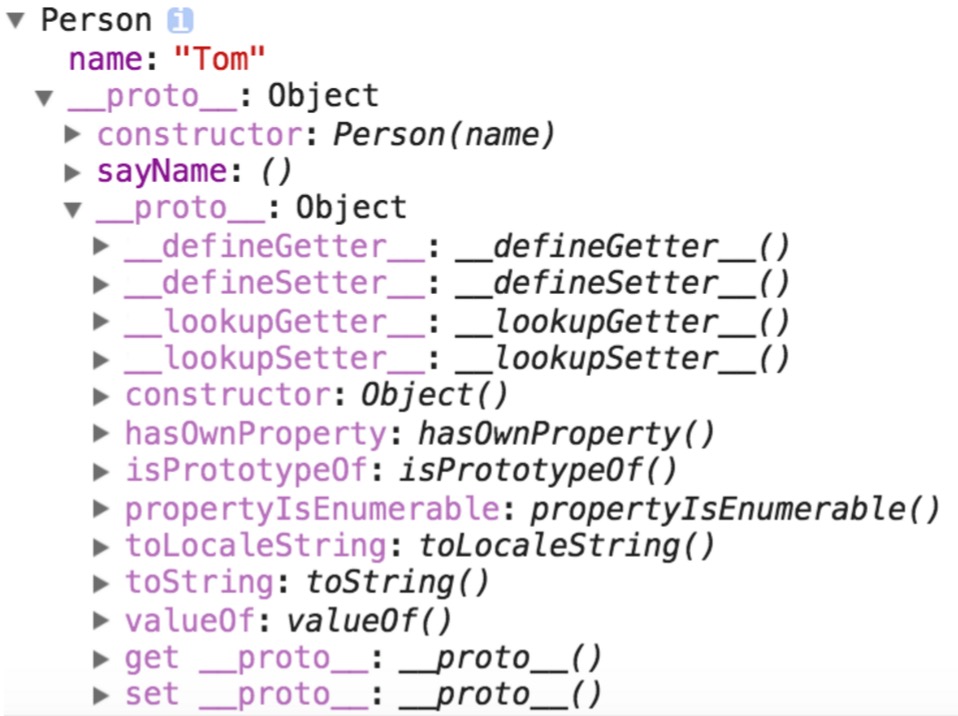 ▼ Person i
name: "Tom"
▼ __proto__: Object
▶ constructor: Person(name)
▶ sayName: ()
▼ __proto__: Object
▶ __defineGetter__: __defineGetter__()
▶ __defineSetter__: __defineSetter__()
▶ __lookupGetter__: __lookupGetter__()
▶ __lookupSetter__: __lookupSetter__()
▶ constructor: Object()
▶ hasOwnProperty: hasOwnProperty()
▶ isPrototypeOf: isPrototypeOf()
▶ propertyIsEnumerable: propertyIsEnumerable()
▶ toLocaleString: toLocaleString()
▶ toString: toString()
▶ valueOf: valueOf()
▶ get __proto__: __proto__()
▶ set __proto__: __proto__()